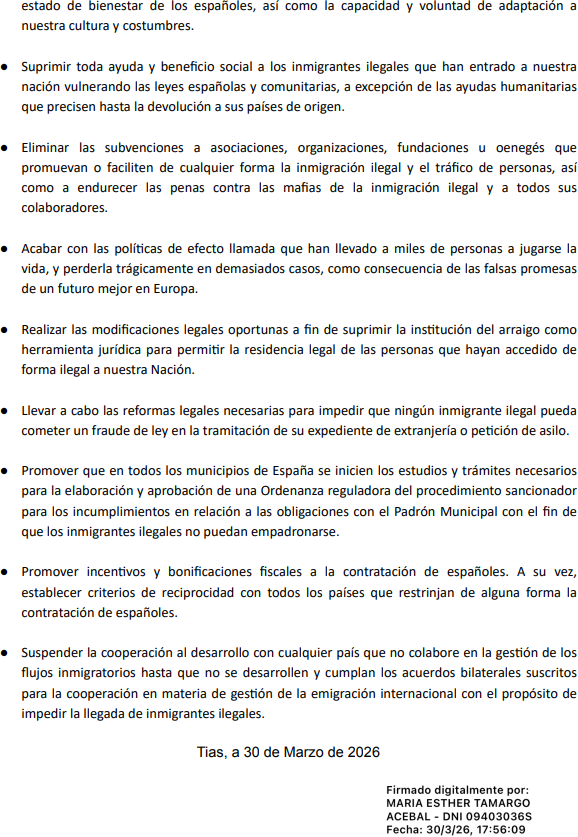 estado de bienestar de los españoles, así como la capacidad y voluntad de adaptación a
nuestra cultura y costumbres.
● Suprimir toda ayuda y beneficio social a los inmigrantes ilegales que han entrado a nuestra
nación vulnerando las leyes españolas y comunitarias, a excepción de las ayudas humanitarias
que precisen hasta la devolución a sus países de origen.
● Eliminar las subvenciones a asociaciones, organizaciones, fundaciones u oenegés que
promuevan o faciliten de cualquier forma la inmigración ilegal y el tráfico de personas, así
como a endurecer las penas contra las mafias de la inmigración ilegal y a todos sus
colaboradores.
● Acabar con las políticas de efecto llamada que han llevado a miles de personas a jugarse la
vida, y perderla trágicamente en demasiados casos, como consecuencia de las falsas promesas
de un futuro mejor en Europa.
● Realizar las modificaciones legales oportunas a fin de suprimir la institución del arraigo como
herramienta jurídica para permitir la residencia legal de las personas que hayan accedido de
forma ilegal a nuestra Nación.
● Llevar a cabo las reformas legales necesarias para impedir que ningún inmigrante ilegal pueda
cometer un fraude de ley en la tramitación de su expediente de extranjería o petición de asilo.
● Promover que en todos los municipios de España se inicien los estudios y trámites necesarios
para la elaboración y aprobación de una Ordenanza reguladora del procedimiento sancionador
para los incumplimientos en relación a las obligaciones con el Padrón Municipal con el fin de
que los inmigrantes ilegales no puedan empadronarse.
● Promover incentivos y bonificaciones fiscales a la contratación de españoles. A su vez,
establecer criterios de reciprocidad con todos los países que restrinjan de alguna forma la
contratación de españoles.
● Suspender la cooperación al desarrollo con cualquier país que no colabore en la gestión de los
flujos inmigratorios hasta que no se desarrollen y cumplan los acuerdos bilaterales suscritos
para la cooperación en materia de gestión de la emigración internacional con el propósito de
impedir la llegada de inmigrantes ilegales.
Tias, a 30 de Marzo de 2026
Firmado digitalmente por:
MARIA ESTHER TAMARGO
ACEBAL - DNI 09403036S
Fecha: 30/3/26, 17:56:09